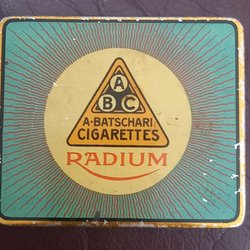 A
B C
A·BATSCHARI
CIGARETTES
RADIUM